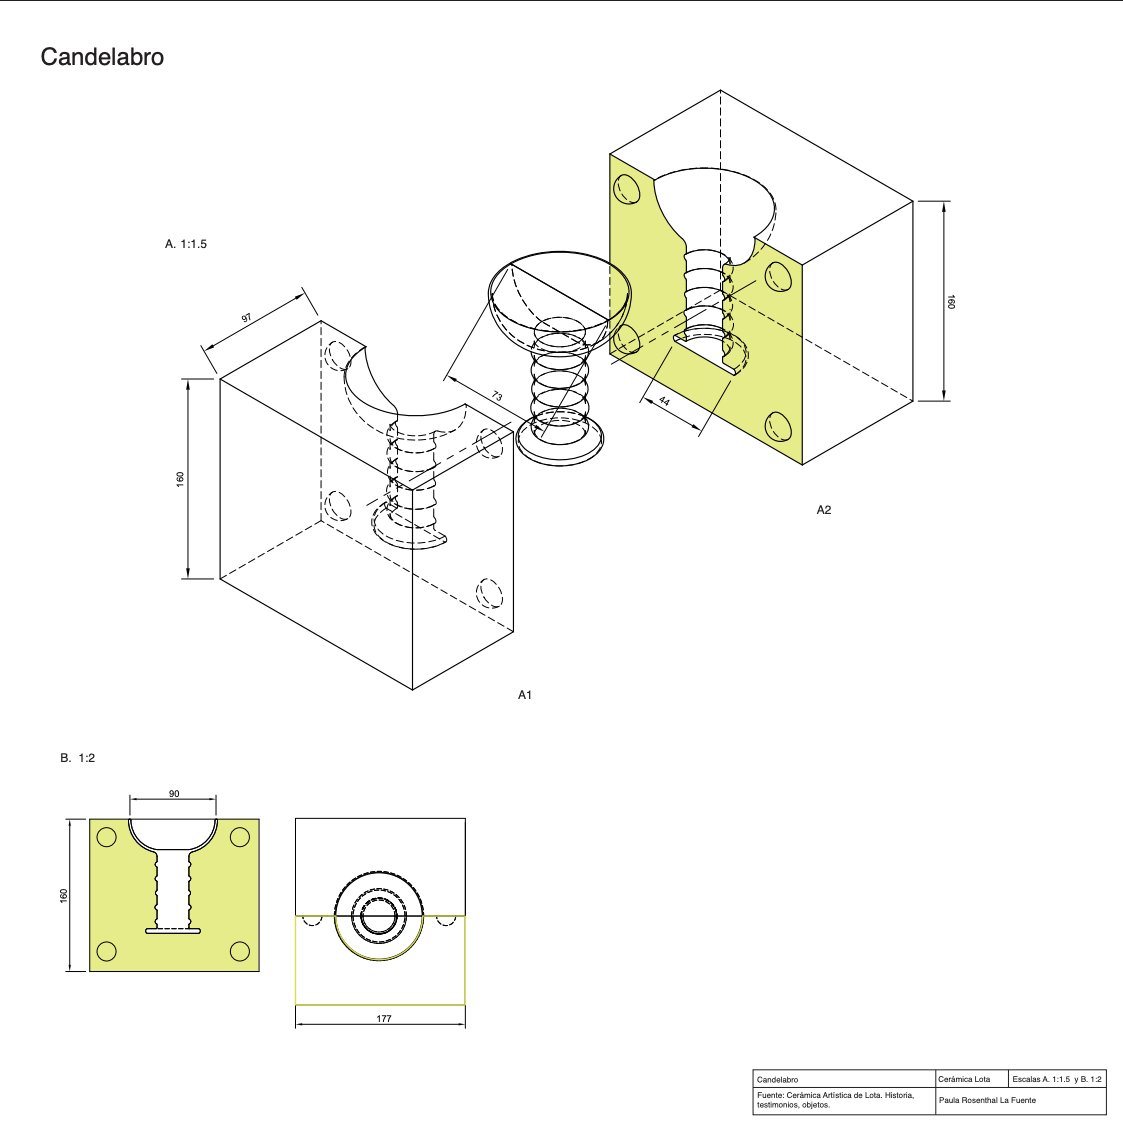 Candelabro
A. 1:1.5
97
160
73
44
160
A2
A1
B. 1:2
90
160
177
Candelabro
Cerámica Lota
Escalas A. 1:1.5 y B. 1:2
Fuente: Cerámica Artística de Lota. Historia,
testimonios, objetos.
Paula Rosenthal La Fuente